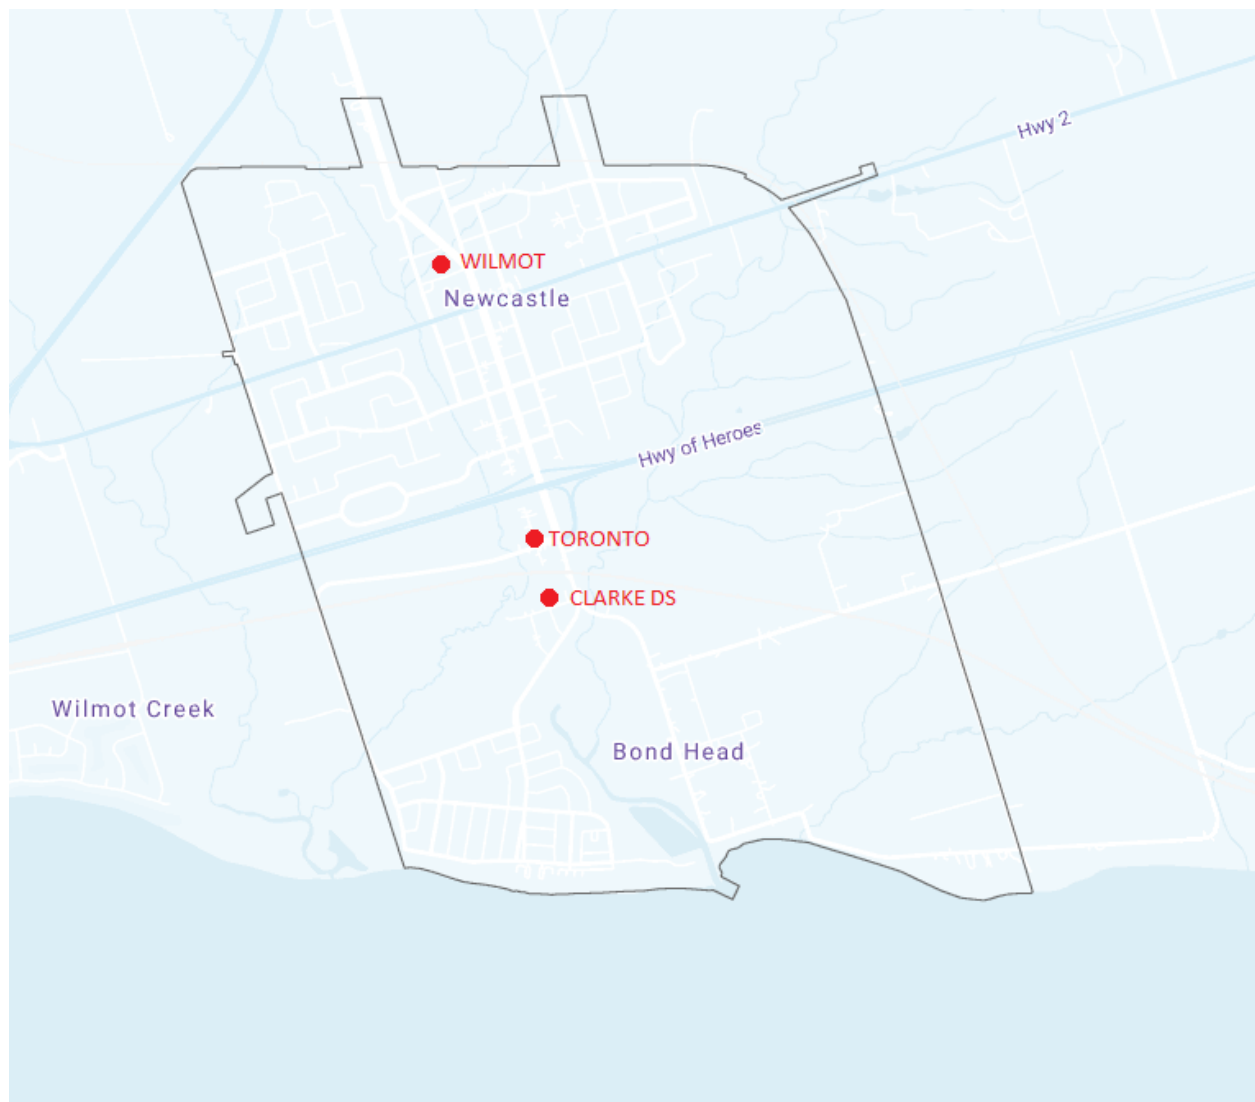 Hwy 2
WILMOT
Newcastle
Hwy of Heroes
TORONTO
CLARKE DS
Wilmot Creek
Bond Head